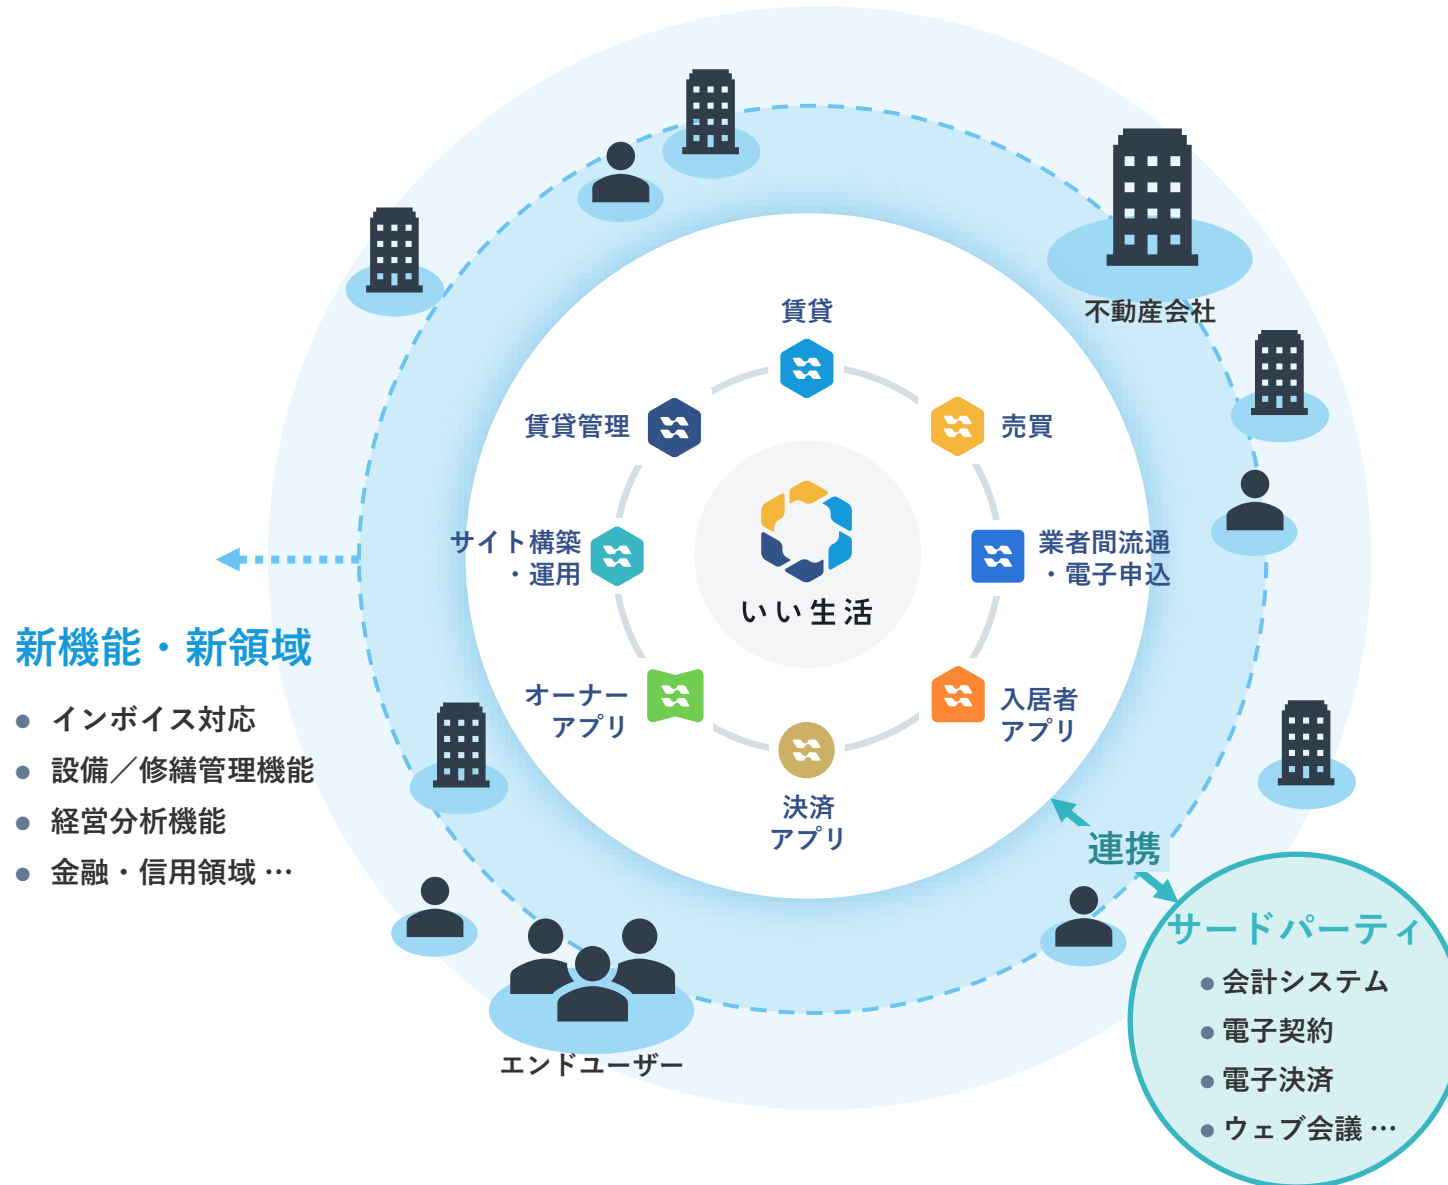 不動産会社
賃貸
賃貸管理
売買
サイト構築
・運用
業者間流通
・電子申込
いい生活
オーナー
アプリ
入居者
アプリ
決済
アプリ
新機能・新領域
● インボイス対応
● 設備／修繕管理機能
● 経営分析機能
● 金融・信用領域 …
エンドユーザー
連携
サードパーティ
● 会計システム
● 電子契約
● 電子決済
● ウェブ会議 …